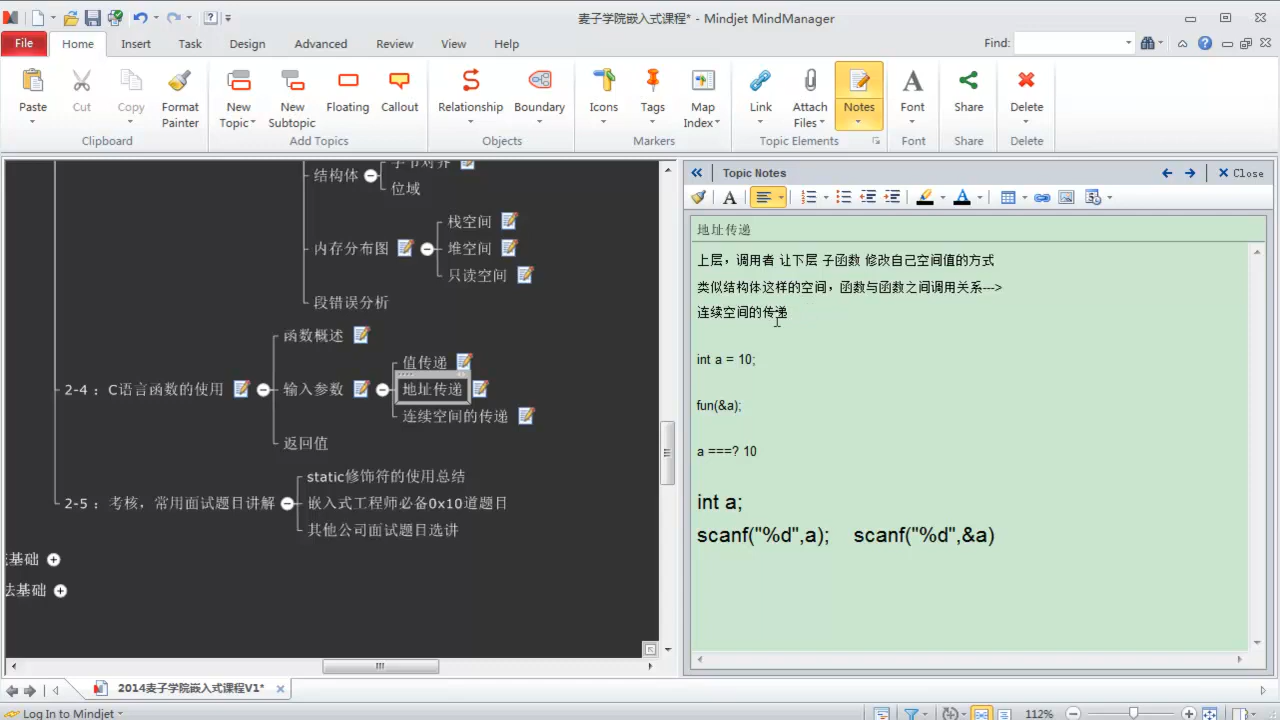 麦子学院嵌入式课程* - Mindjet MindManager
File Home Insert Task Design Advanced Review View Help Find:
Paste Cut Copy Format Painter
Clipboard
New Topic New Subtopic Floating Callout
Add Topics
Relationship Boundary
Objects
Icons Tags Map Index
Markers
Link Attach Files Notes
Topic Elements
Font
Font
Share
Share
Delete
Delete
字节对齐
结构体
位域
栈空间
内存分布图
堆空间
只读空间
段错误分析
函数概述
值传递
2-4 : C语言函数的使用
输入参数
地址传递
连续空间的传递
返回值
static修饰符的使用总结
2-5 : 考核，常用面试题目讲解
嵌入式工程师必备0x10道题目
其他公司面试题目选讲
基础
法基础
Topic Notes
Close
地址传递
上层，调用者 让下层 子函数 修改自己空间值的方式
类似结构体这样的空间，函数与函数之间调用关系--->
连续空间的传递
int a = 10;
fun(&a);
a ===? 10
int a;
scanf("%d",a); scanf("%d",&a)
2014麦子学院嵌入式课程V1*
Log In to Mindjet
112%